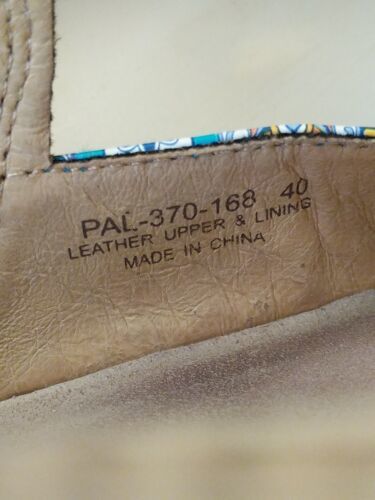 PAL-370-168 40
LEATHER UPPER & LINING
MADE IN CHINA